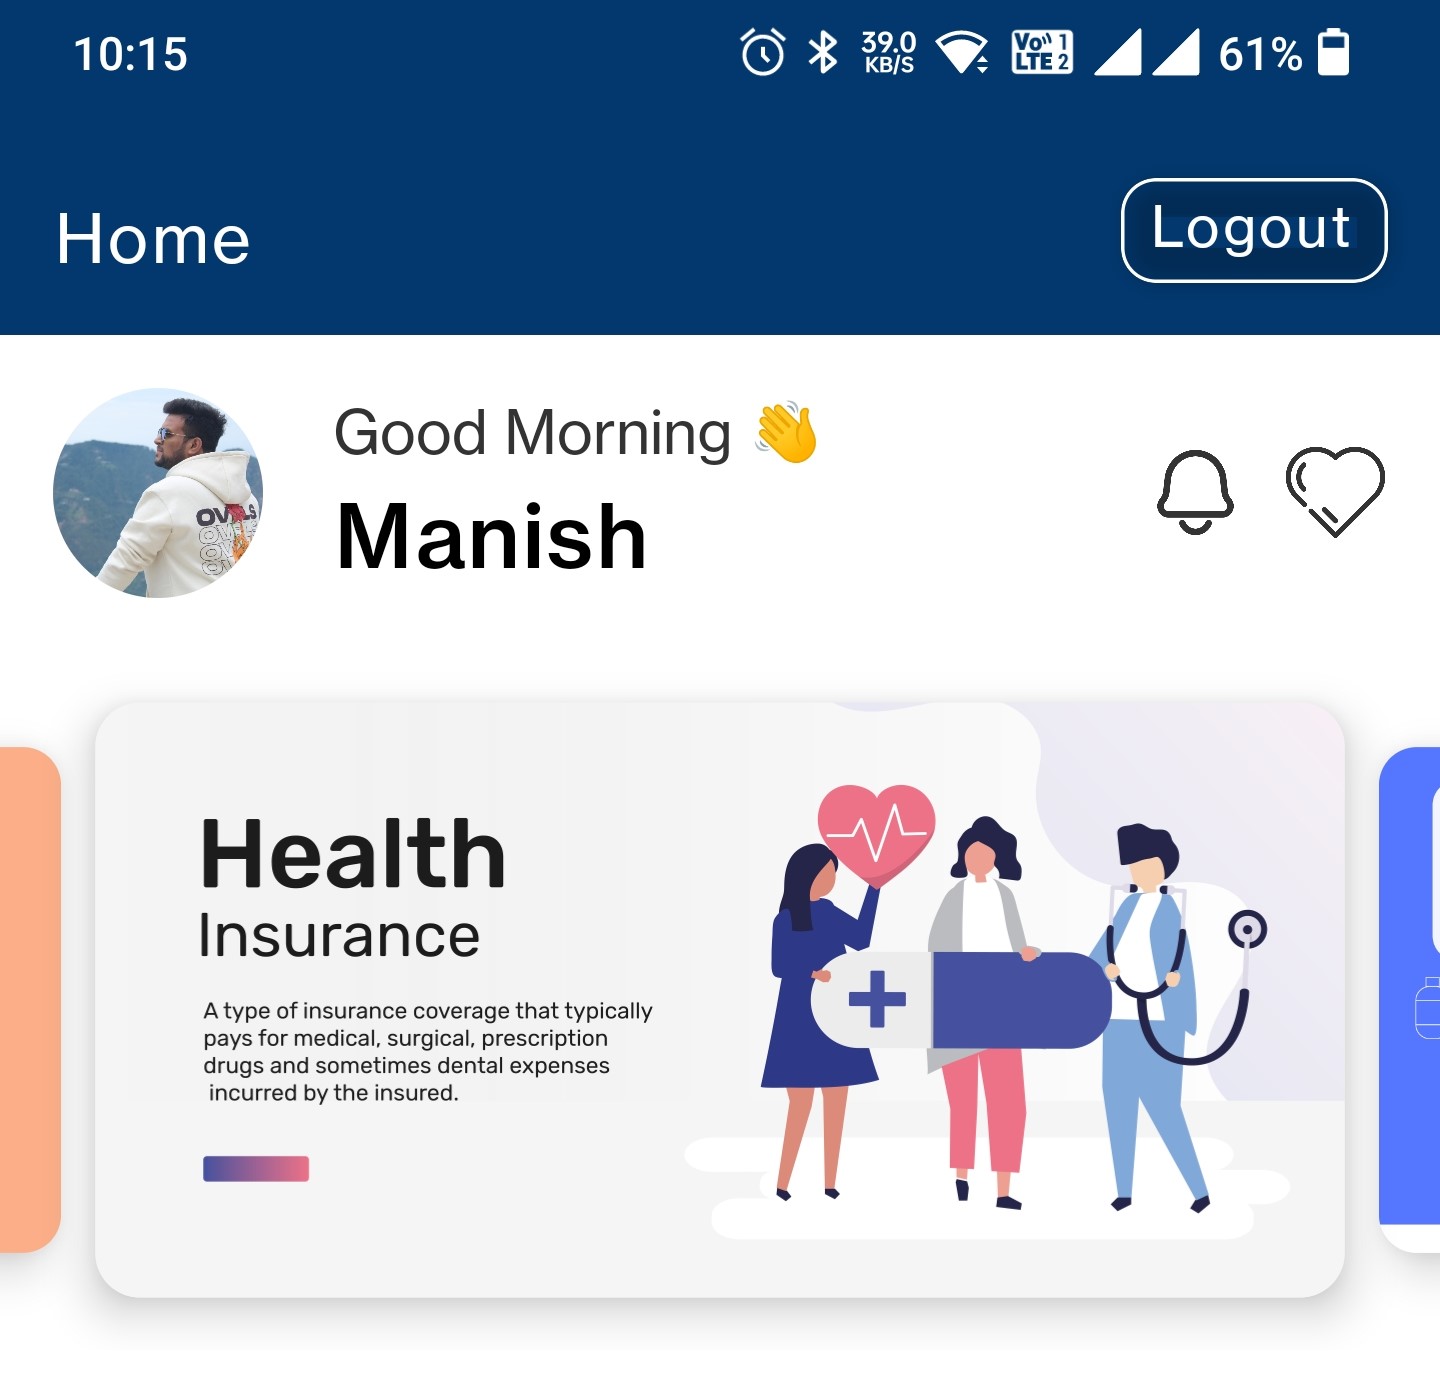 10:15
39.0
KB/S
Vo 1
LTE 2
61%
Home
Logout
Good Morning 👋
Manish
Health
Insurance
A type of insurance coverage that typically
pays for medical, surgical, prescription
drugs and sometimes dental expenses
incurred by the insured.